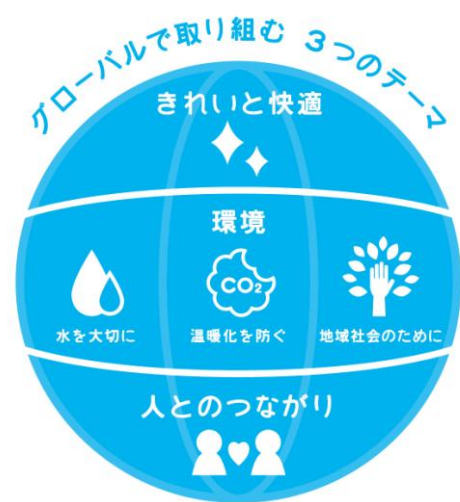 グローバルで取り組む 3つのテーマ
きれいと快適
環境
水を大切に
CO2
温暖化を防ぐ
地域社会のために
人とのつながり